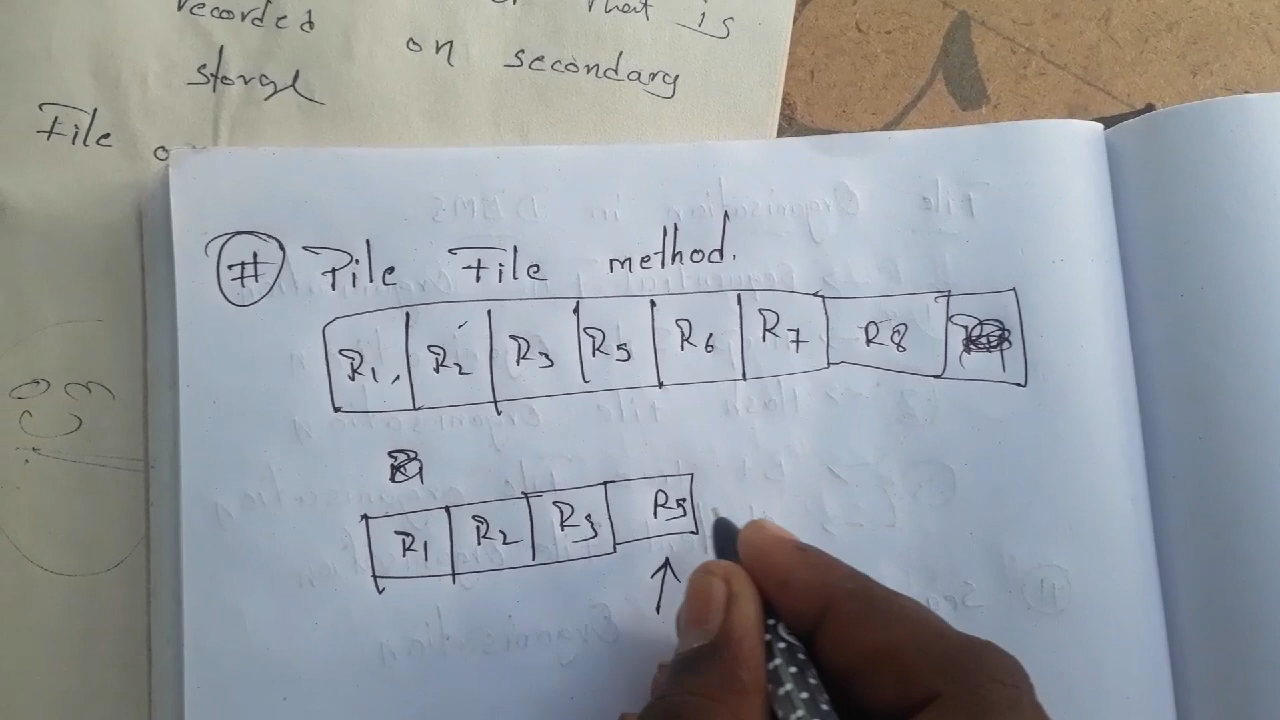 recorded that is
on secondary
storge
File
# Pile File method.
R1, R2 R3 R5 R6 R7 R8
R1 R2 R3 R5